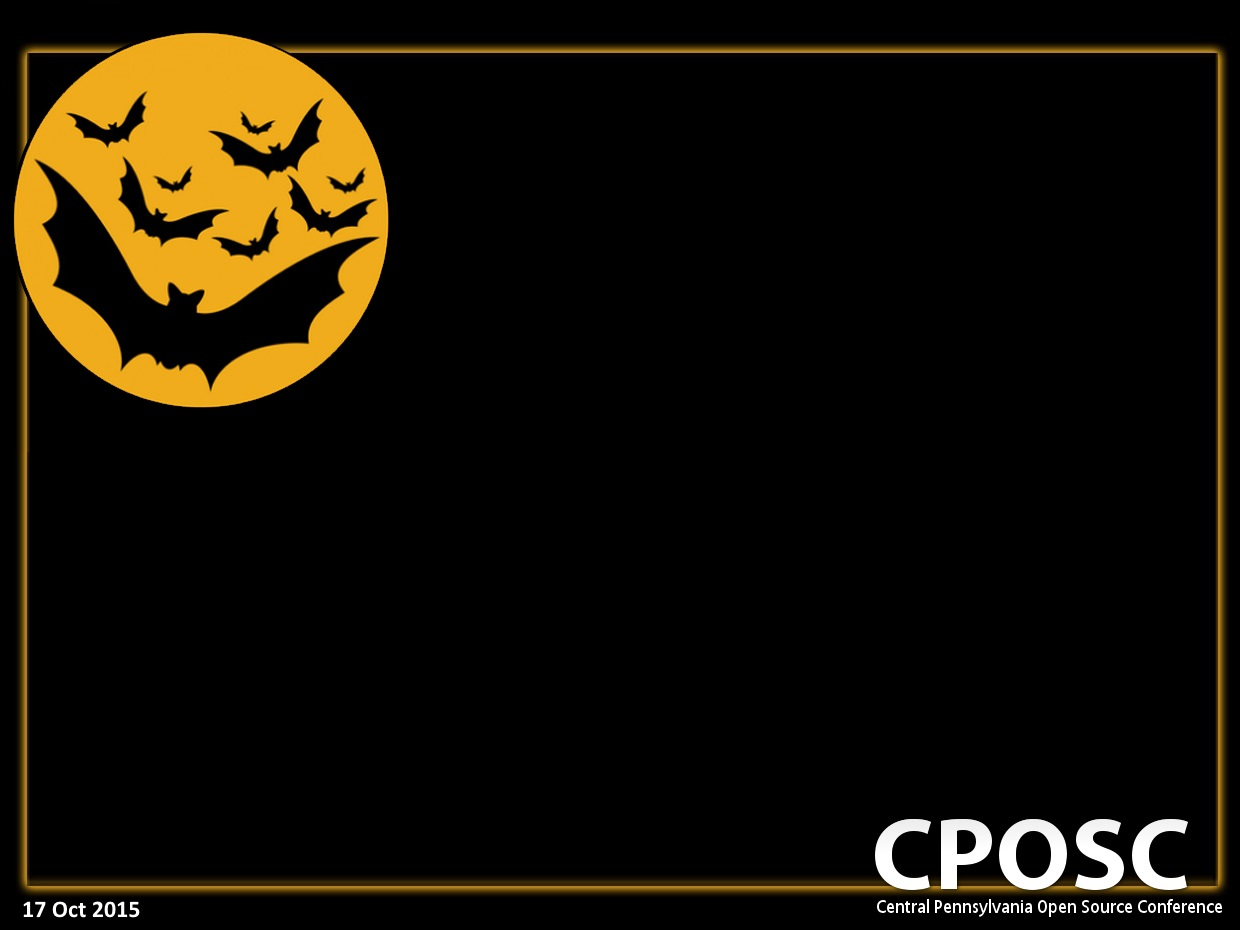 CPOSC
17 Oct 2015
Central Pennsylvania Open Source Conference